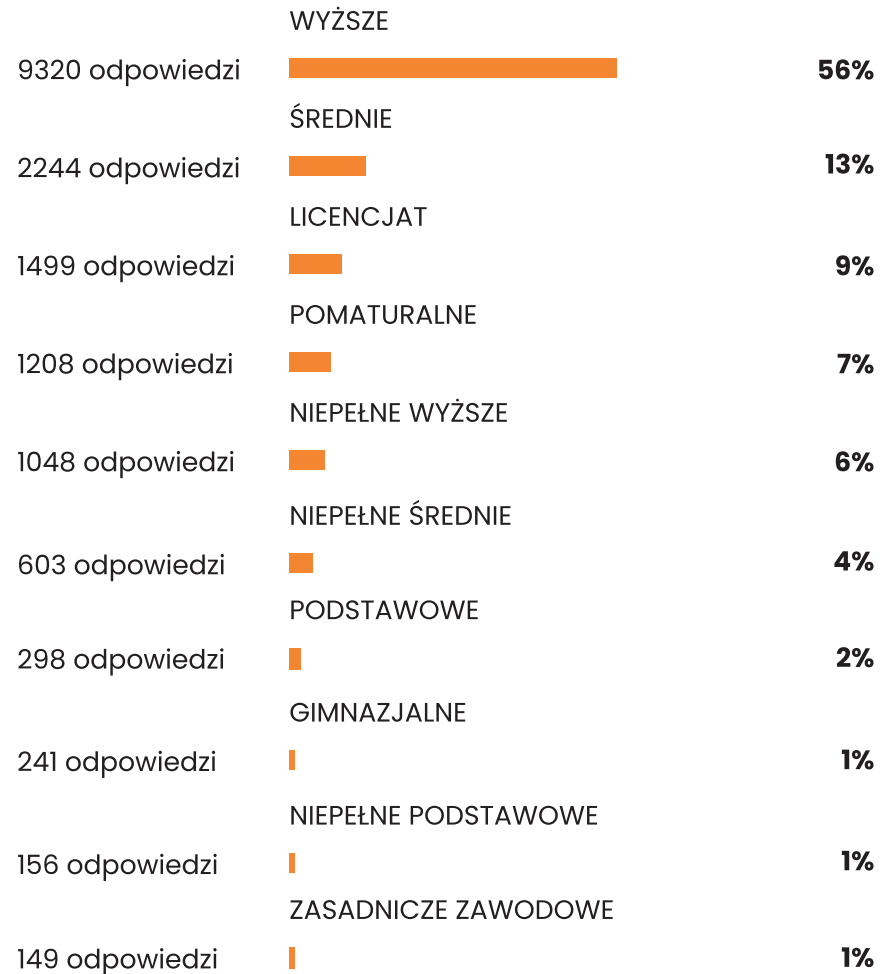 WYŻSZE
9320 odpowiedzi 56%
ŚREDNIE
2244 odpowiedzi 13%
LICENCJAT
1499 odpowiedzi 9%
POMATURALNE
1208 odpowiedzi 7%
NIEPEŁNE WYŻSZE
1048 odpowiedzi 6%
NIEPEŁNE ŚREDNIE
603 odpowiedzi 4%
PODSTAWOWE
298 odpowiedzi 2%
GIMNAZJALNE
241 odpowiedzi 1%
NIEPEŁNE PODSTAWOWE
156 odpowiedzi 1%
ZASADNICZE ZAWODOWE
149 odpowiedzi 1%